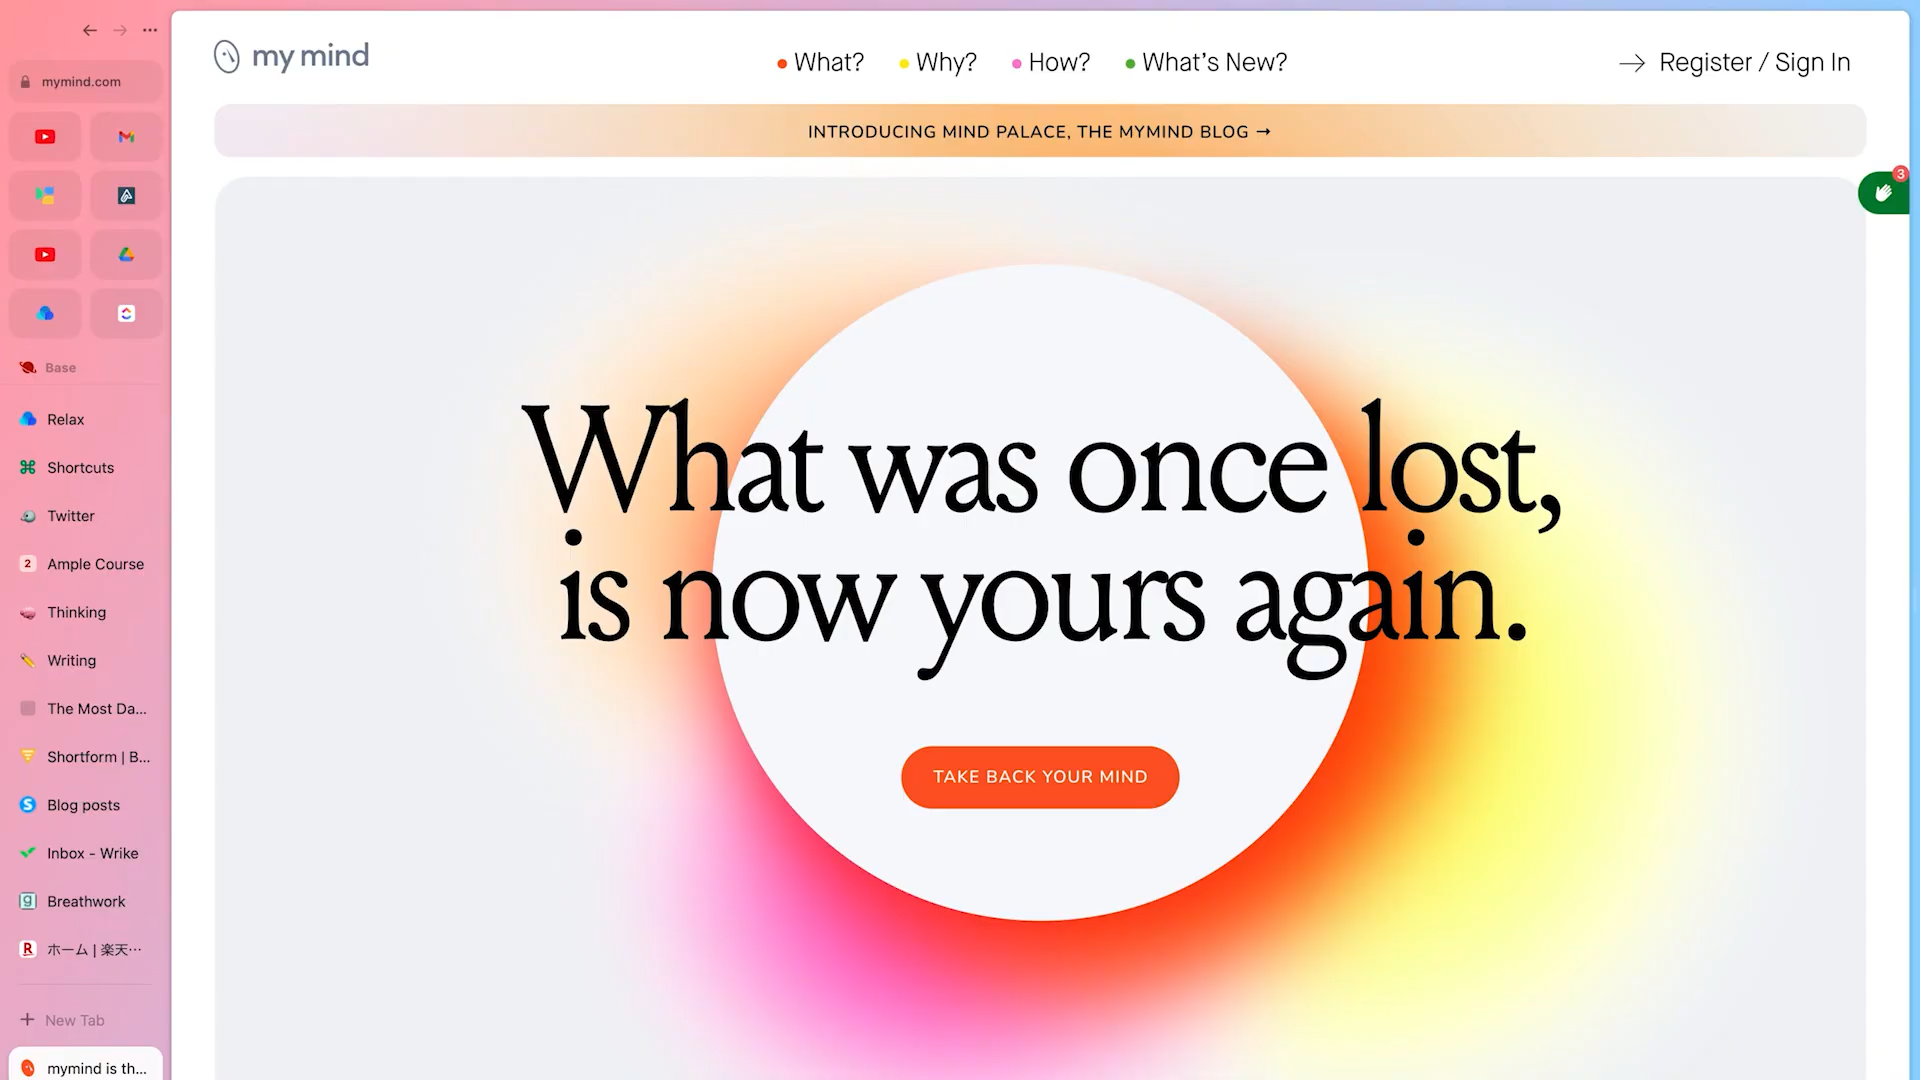 mymind.com
Base
Relax
Shortcuts
Twitter
2
Ample Course
Thinking
Writing
The Most Da...
Shortform | B...
S
Blog posts
Inbox - Wrike
g
Breathwork
R
ホーム | 楽天…
New Tab
mymind is th...
my mind
What?
Why?
How?
What's New?
→ Register / Sign In
INTRODUCING MIND PALACE, THE MYMIND BLOG →
3
What was once lost,
is now yours again.
TAKE BACK YOUR MIND